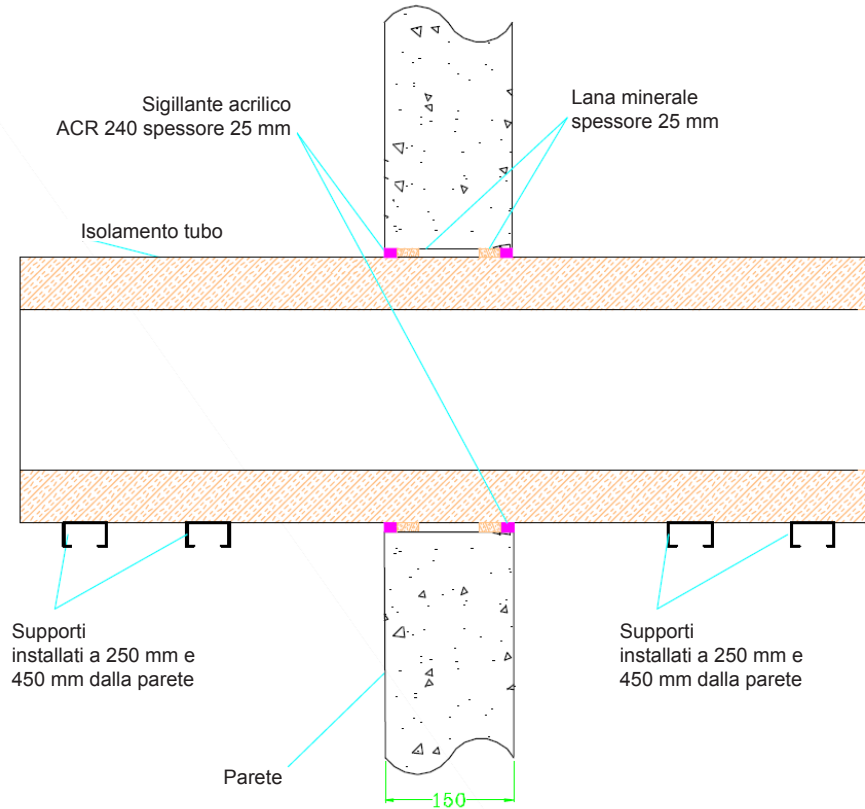 Sigillante acrilico
ACR 240 spessore 25 mm
Lana minerale
spessore 25 mm
Isolamento tubo
Supporti
installati a 250 mm e
450 mm dalla parete
Supporti
installati a 250 mm e
450 mm dalla parete
Parete
150